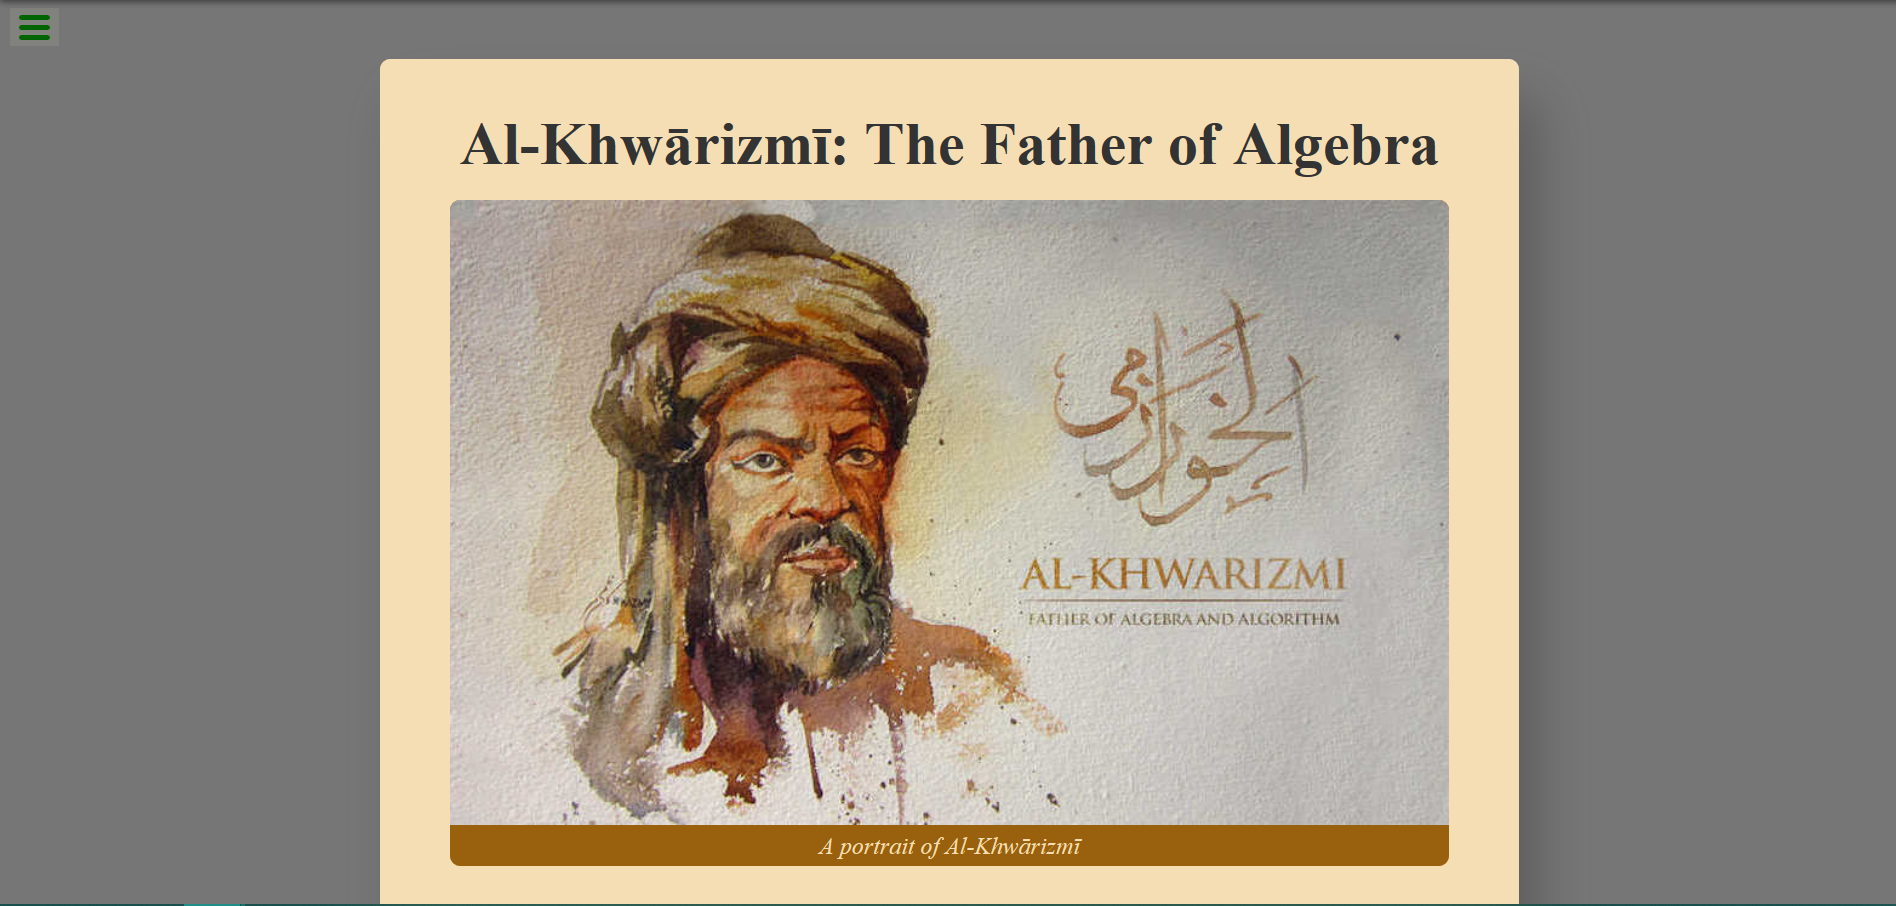 Al-Khwārizmī: The Father of Algebra
الخوارزمي
AL-KHWARIZMI
FATHER OF ALGEBRA AND ALGORITHM
A portrait of Al-Khwārizmī